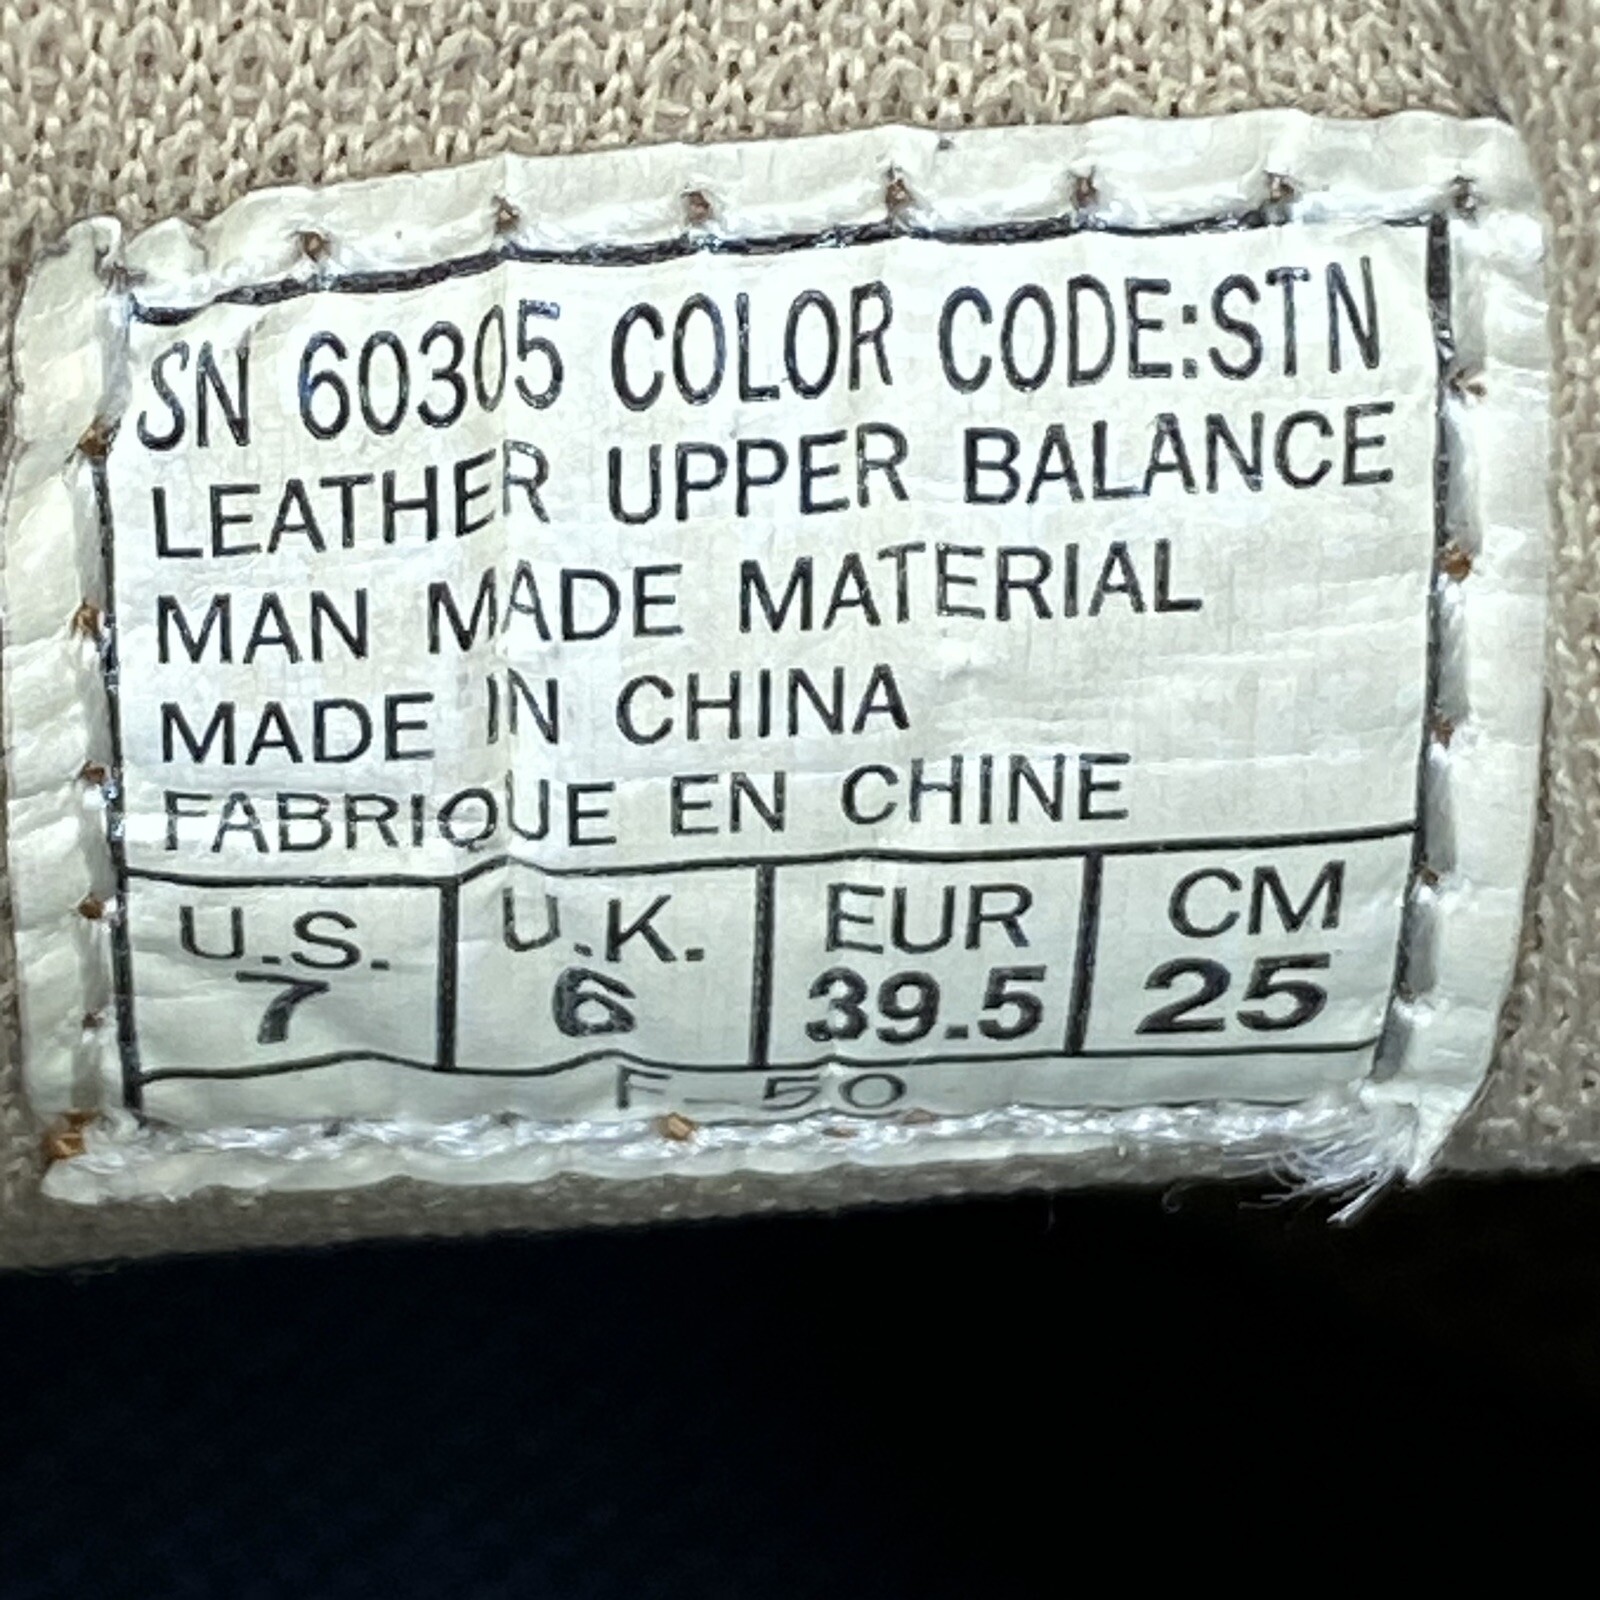 SN 60305 COLOR CODE:STN
LEATHER UPPER BALANCE
MAN MADE MATERIAL
MADE IN CHINA
FABRIQUE EN CHINE
U.S. U.K. EUR CM
7 6 39.5 25
F-50